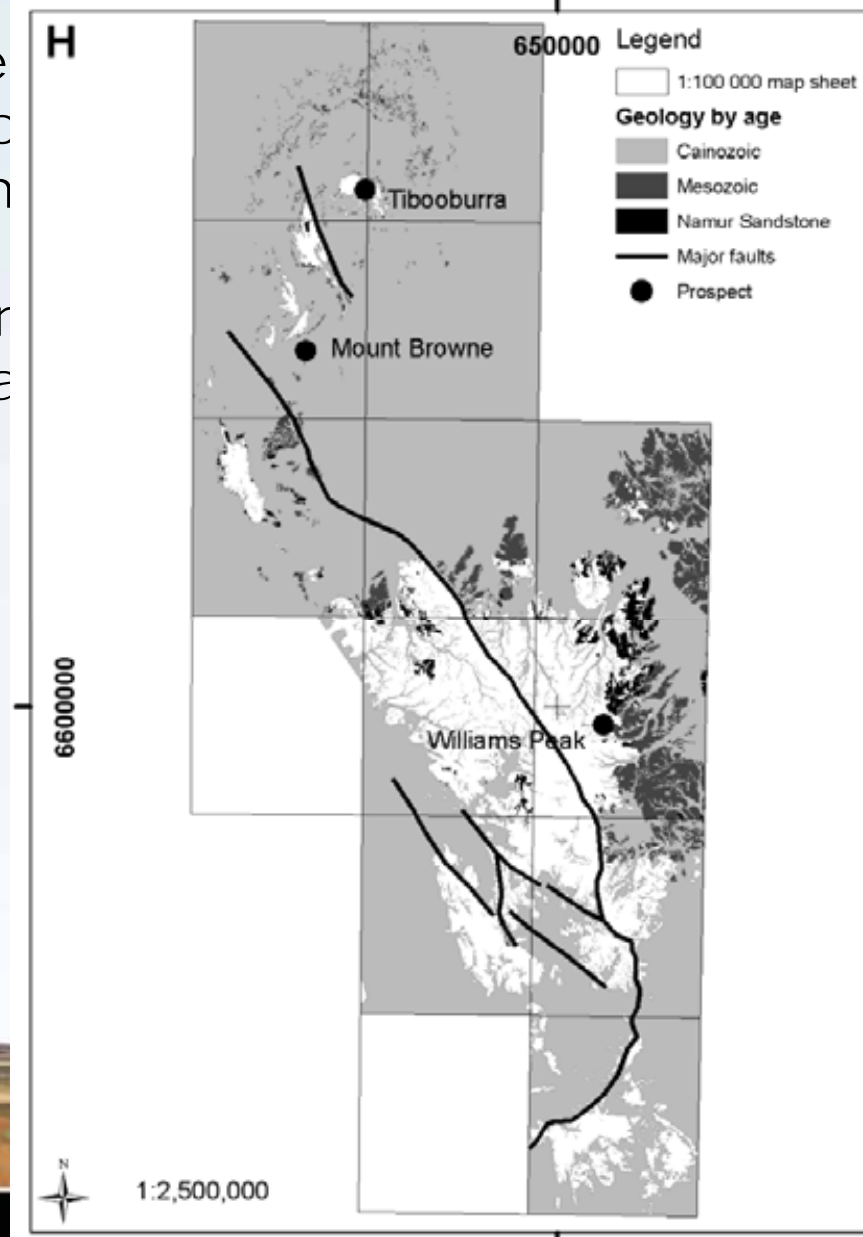 H
650000
Legend
1:100 000 map sheet
Geology by age
Cainozoic
Mesozoic
Namur Sandstone
Major faults
Prospect
Tibooburra
Mount Browne
6600000
Williams Peak
N
1:2,500,000